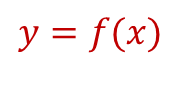 y = f(x)